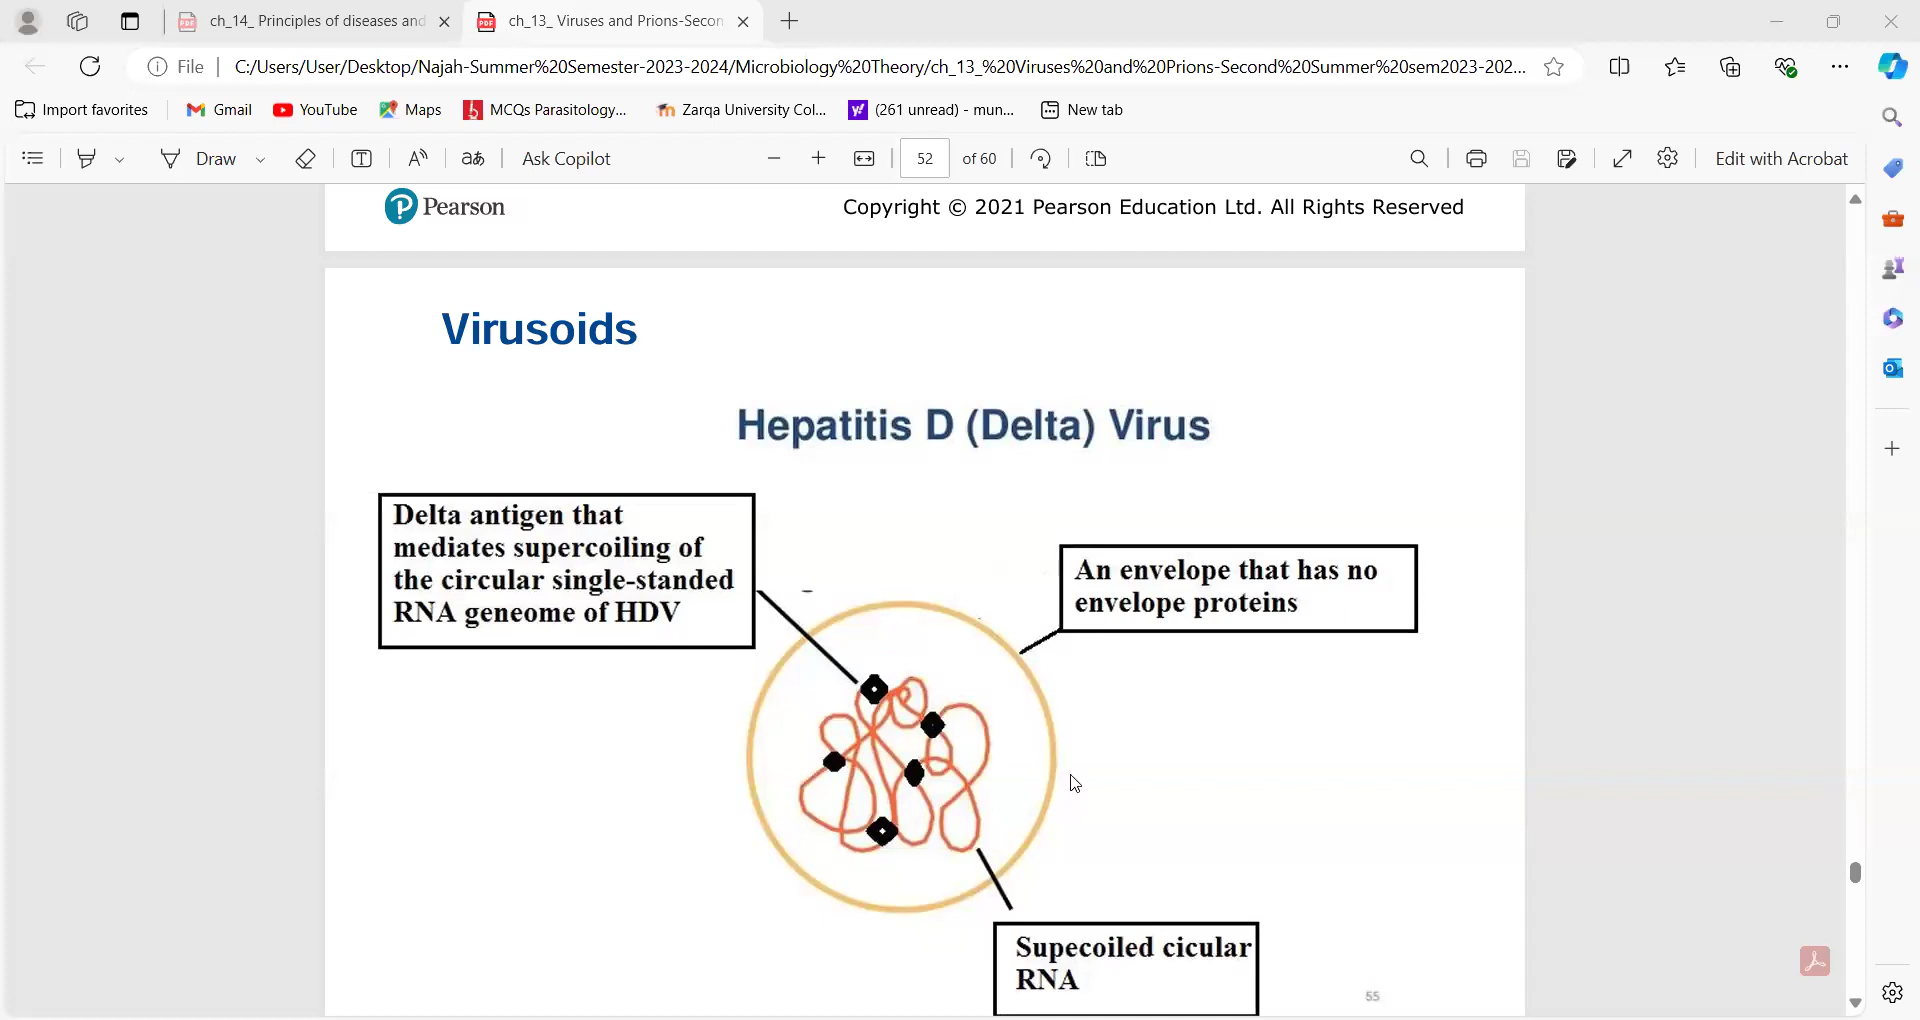 ch_14_ Principles of diseases and
ch_13_ Viruses and Prions-Secon
File
C:/Users/User/Desktop/Najah-Summer%20Semester-2023-2024/Microbiology%20Theory/ch_13_%20Viruses%20and%20Prions-Second%20Summer%20sem2023-202...
Import favorites
Gmail
YouTube
Maps
MCQs Parasitology...
Zarqa University Col...
(261 unread) - mun...
New tab
Draw
Ask Copilot
52 of 60
Edit with Acrobat
Pearson
Copyright © 2021 Pearson Education Ltd. All Rights Reserved
Virusoids
Hepatitis D (Delta) Virus
Delta antigen that
mediates supercoiling of
the circular single-standed
RNA geneome of HDV
An envelope that has no
envelope proteins
Supecoiled cicular
RNA
55